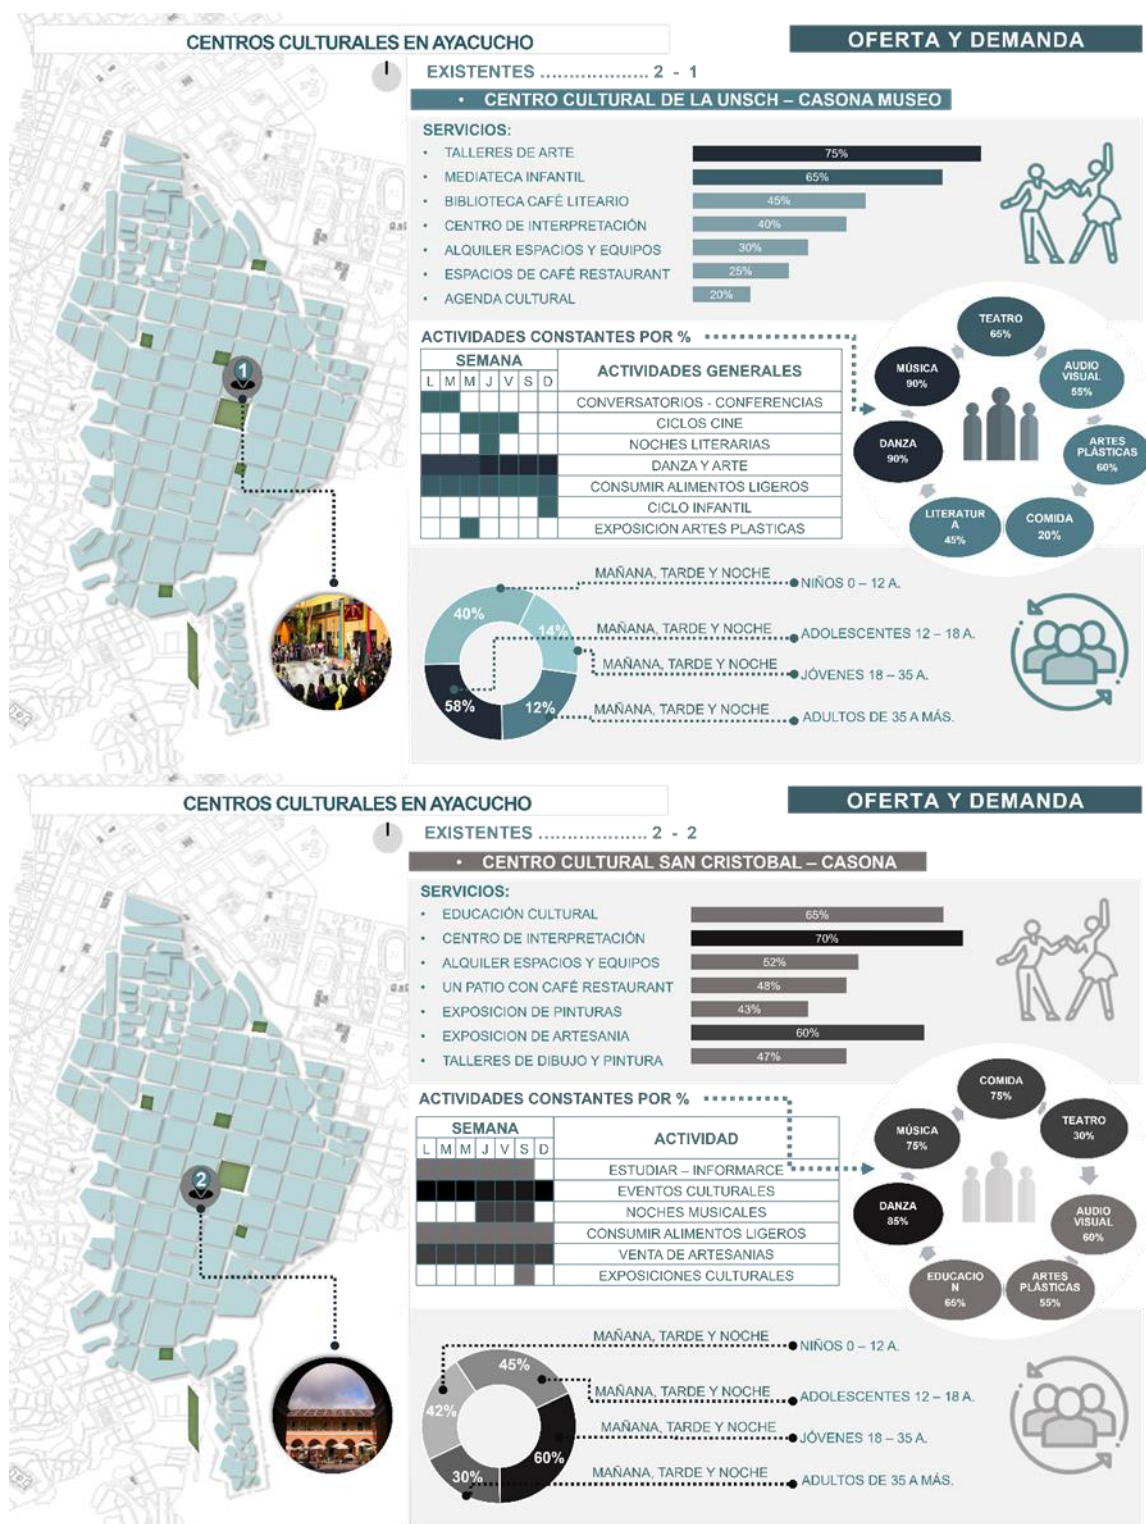 CENTROS CULTURALES EN AYACUCHO
OFERTA Y DEMANDA
EXISTENTES ................... 2 - 1
• CENTRO CULTURAL DE LA UNSCH – CASONA MUSEO
SERVICIOS:
• TALLERES DE ARTE 75%
• MEDIATECA INFANTIL 65%
• BIBLIOTECA CAFÉ LITEARIO 45%
• CENTRO DE INTERPRETACIÓN 40%
• ALQUILER ESPACIOS Y EQUIPOS 30%
• ESPACIOS DE CAFÉ RESTAURANT 25%
• AGENDA CULTURAL 20%
ACTIVIDADES CONSTANTES POR %
SEMANA
L M M J V S D
ACTIVIDADES GENERALES
CONVERSATORIOS - CONFERENCIAS
CICLOS CINE
NOCHES LITERARIAS
DANZA Y ARTE
CONSUMIR ALIMENTOS LIGEROS
CICLO INFANTIL
EXPOSICIÓN ARTES PLASTICAS
TEATRO
65%
AUDIO
VISUAL
55%
ARTES
PLÁSTICAS
60%
COMIDA
20%
LITERATUR
A
45%
DANZA
90%
MÚSICA
90%
1
40%
14%
58%
12%
MAÑANA, TARDE Y NOCHE NIÑOS 0 – 12 A.
MAÑANA, TARDE Y NOCHE ADOLESCENTES 12 – 18 A.
MAÑANA, TARDE Y NOCHE JÓVENES 18 – 35 A.
MAÑANA, TARDE Y NOCHE ADULTOS DE 35 A MÁS.
CENTROS CULTURALES EN AYACUCHO
OFERTA Y DEMANDA
EXISTENTES ................... 2 - 2
• CENTRO CULTURAL SAN CRISTOBAL – CASONA
SERVICIOS:
• EDUCACIÓN CULTURAL 65%
• CENTRO DE INTERPRETACIÓN 70%
• ALQUILER ESPACIOS Y EQUIPOS 52%
• UN PATIO CON CAFÉ RESTAURANT 48%
• EXPOSICION DE PINTURAS 43%
• EXPOSICION DE ARTESANIA 60%
• TALLERES DE DIBUJO Y PINTURA 47%
ACTIVIDADES CONSTANTES POR %
SEMANA
L M M J V S D
ACTIVIDAD
ESTUDIAR – INFORMARCE
EVENTOS CULTURALES
NOCHES MUSICALES
CONSUMIR ALIMENTOS LIGEROS
VENTA DE ARTESANIAS
EXPOSICIONES CULTURALES
COMIDA
75%
TEATRO
30%
AUDIO
VISUAL
60%
ARTES
PLÁSTICAS
55%
EDUCACIO
N
65%
DANZA
85%
MÚSICA
75%
2
45%
42%
60%
30%
MAÑANA, TARDE Y NOCHE NIÑOS 0 – 12 A.
MAÑANA, TARDE Y NOCHE ADOLESCENTES 12 – 18 A.
MAÑANA, TARDE Y NOCHE JÓVENES 18 – 35 A.
MAÑANA, TARDE Y NOCHE ADULTOS DE 35 A MÁS.